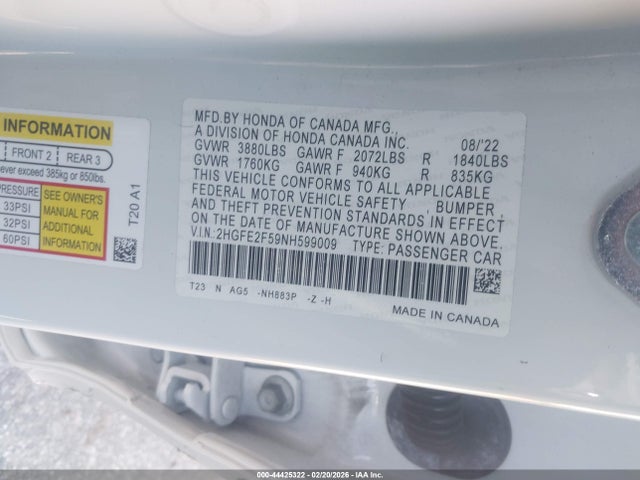 INFORMATION
FRONT 2 REAR 3
ever exceed 385kg or 850lbs.
PRESSURE
33PSI
32PSI
60PSI
SEE OWNER'S
MANUAL FOR
ADDITIONAL
INFORMATION
T20 A1
MFD.BY HONDA OF CANADA MFG.,
A DIVISION OF HONDA CANADA INC. 08/'22
GVWR 3880LBS GAWR F 2072LBS R 1840LBS
GVWR 1760KG GAWR F 940KG R 835KG
THIS VEHICLE CONFORMS TO ALL APPLICABLE
FEDERAL MOTOR VEHICLE SAFETY, BUMPER,
AND THEFT PREVENTION STANDARDS IN EFFECT
ON THE DATE OF MANUFACTURE SHOWN ABOVE.
V.I.N:2HGFE2F59NH599009 TYPE: PASSENGER CAR
T23 N AG5 -NH883P -Z -H
MADE IN CANADA
000-44425322 - 02/20/2026 - IAA Inc.